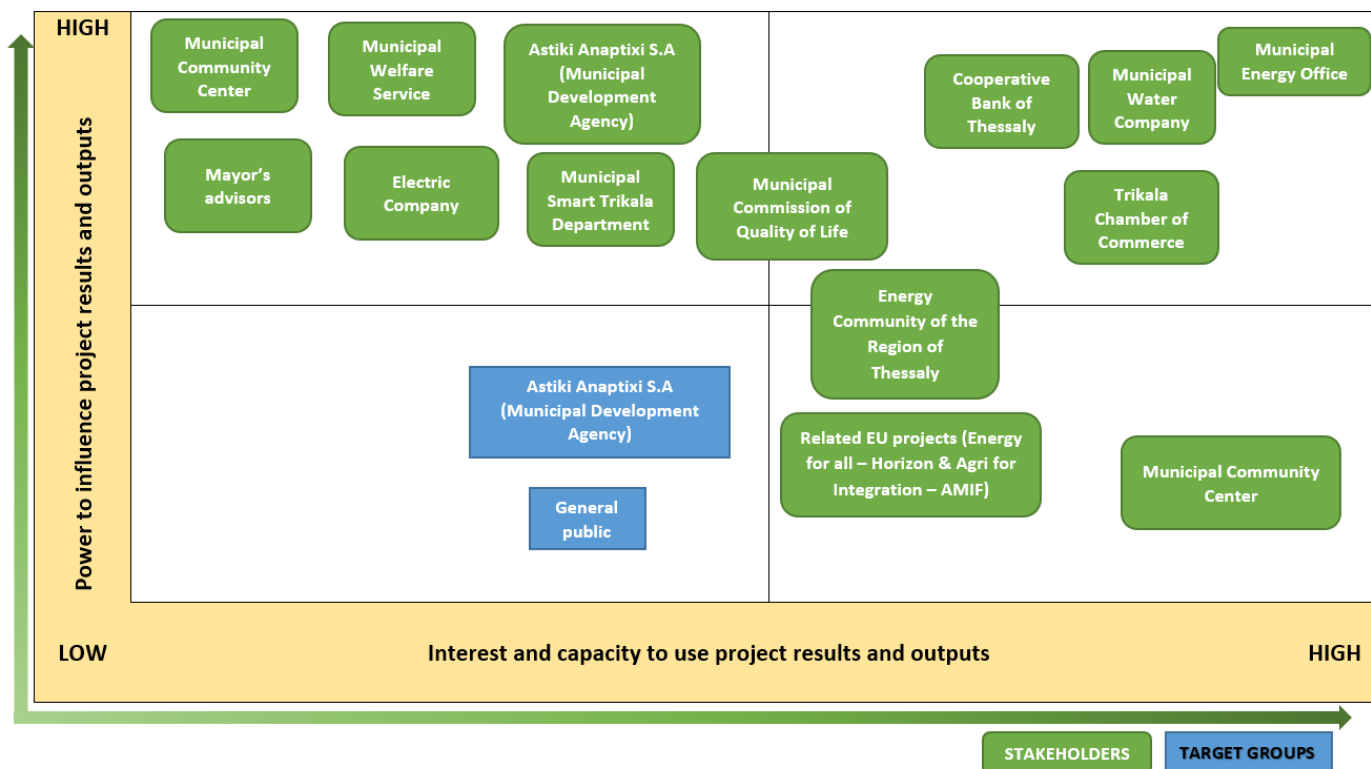 HIGH
Power to influence project results and outputs
Municipal
Community
Center
Municipal
Welfare
Service
Astiki Anaptixi S.A
(Municipal
Development
Agency)
Cooperative
Bank of
Thessaly
Municipal
Water
Company
Municipal
Energy Office
Mayor's
advisors
Electric
Company
Municipal
Smart Trikala
Department
Municipal
Commission of
Quality of Life
Trikala
Chamber of
Commerce
Energy
Community of the
Region of
Thessaly
Astiki Anaptixi S.A
(Municipal Development
Agency)
General
public
Related EU projects (Energy
for all – Horizon & Agri for
Integration – AMIF)
Municipal Community
Center
LOW
Interest and capacity to use project results and outputs
HIGH
STAKEHOLDERS
TARGET GROUPS